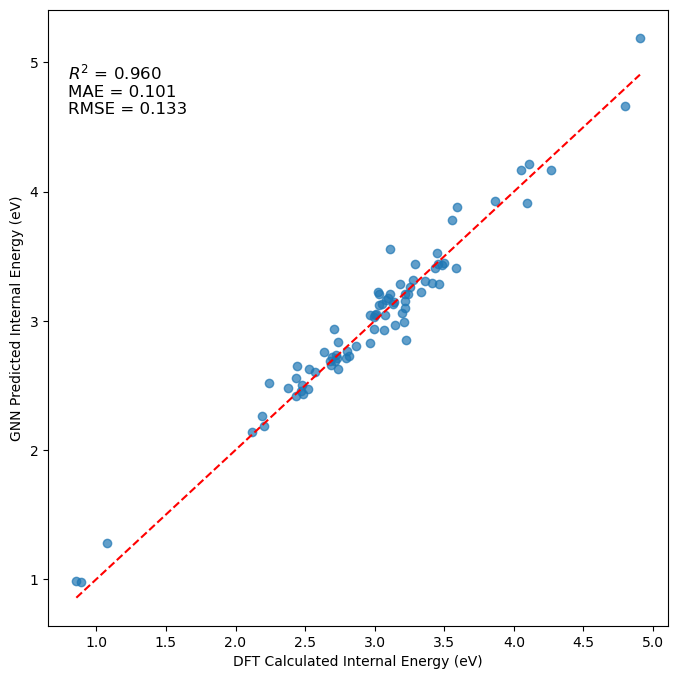 R² = 0.960
MAE = 0.101
RMSE = 0.133
GNN Predicted Internal Energy (eV)
5
4
3
2
1
1.0 1.5 2.0 2.5 3.0 3.5 4.0 4.5 5.0
DFT Calculated Internal Energy (eV)